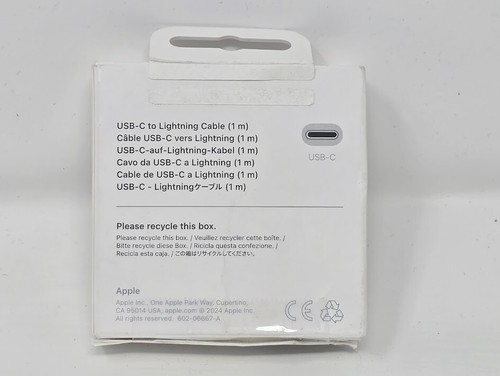 USB-C to Lightning Cable (1 m)
Câble USB-C vers Lightning (1 m)
USB-C-auf-Lightning-Kabel (1 m)
Cavo da USB-C a Lightning (1 m)
Cable de USB-C a Lightning (1 m)
USB-C - Lightningケーブル (1 m)
USB-C
Please recycle this box.
Please recycle this box. / Veuillez recycler cette boîte. /
Bitte recycle diese Box. / Ricicla questa confezione. /
Recicla esta caja. / この箱はリサイクルしてください。
Apple
Apple Inc., One Apple Park Way, Cupertino,
CA 99014 USA, apple.com © 2024 Apple Inc.
All rights reserved. 602-06667-A
CE